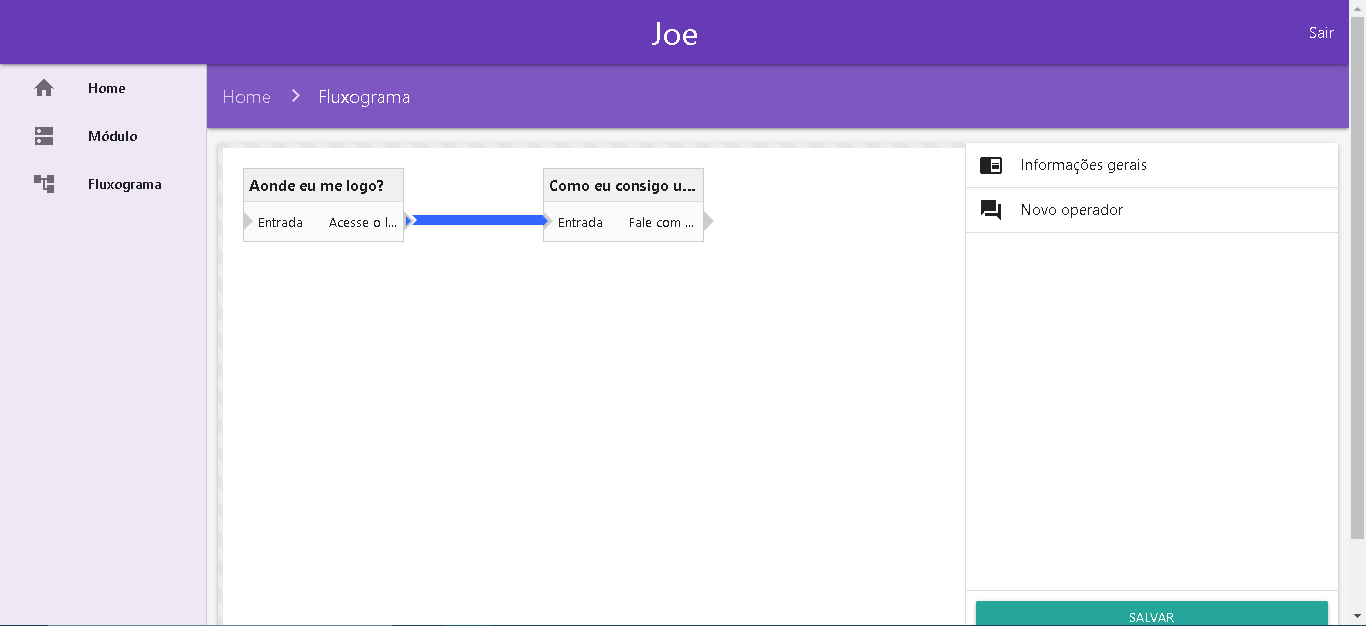 Joe
Sair
Home
Módulo
Fluxograma
Home
Fluxograma
Aonde eu me logo?
Entrada
Acesse o l...
Como eu consigo u...
Entrada
Fale com ...
Informações gerais
Novo operador
SALVAR